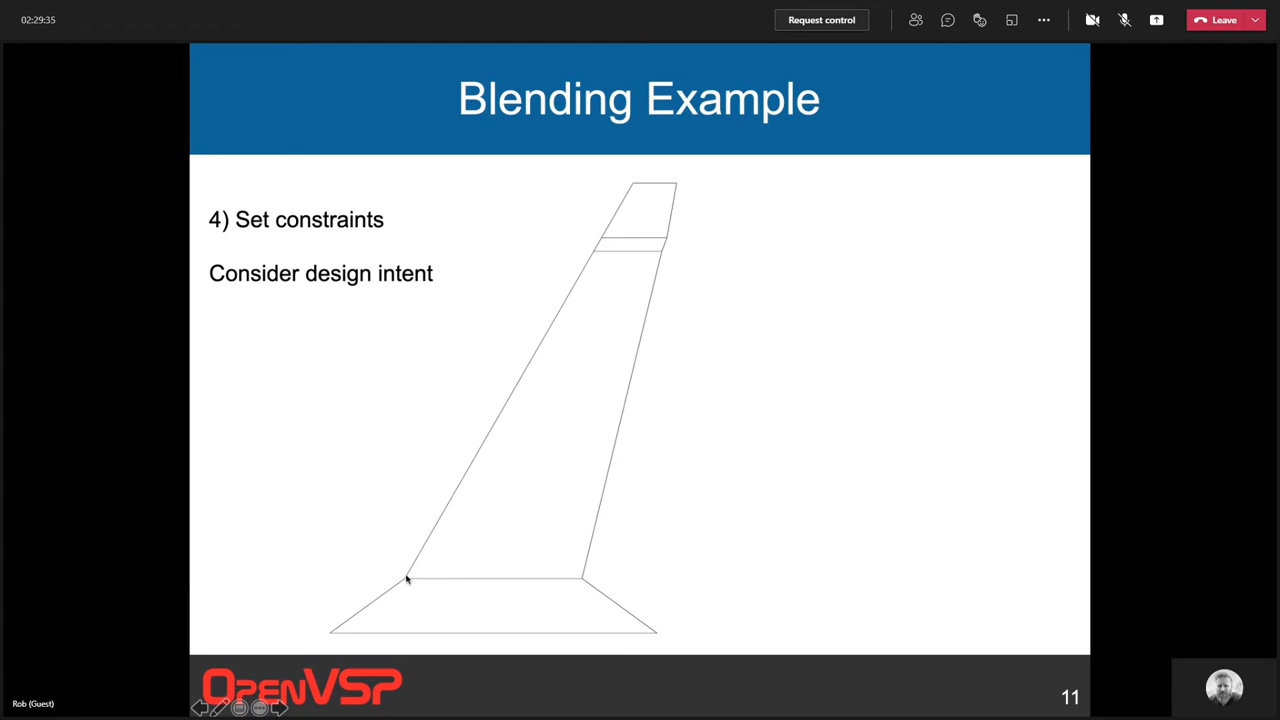 02:29:35
Request control
Leave
Blending Example
4) Set constraints
Consider design intent
OpenVSP
11
Rob (Guest)